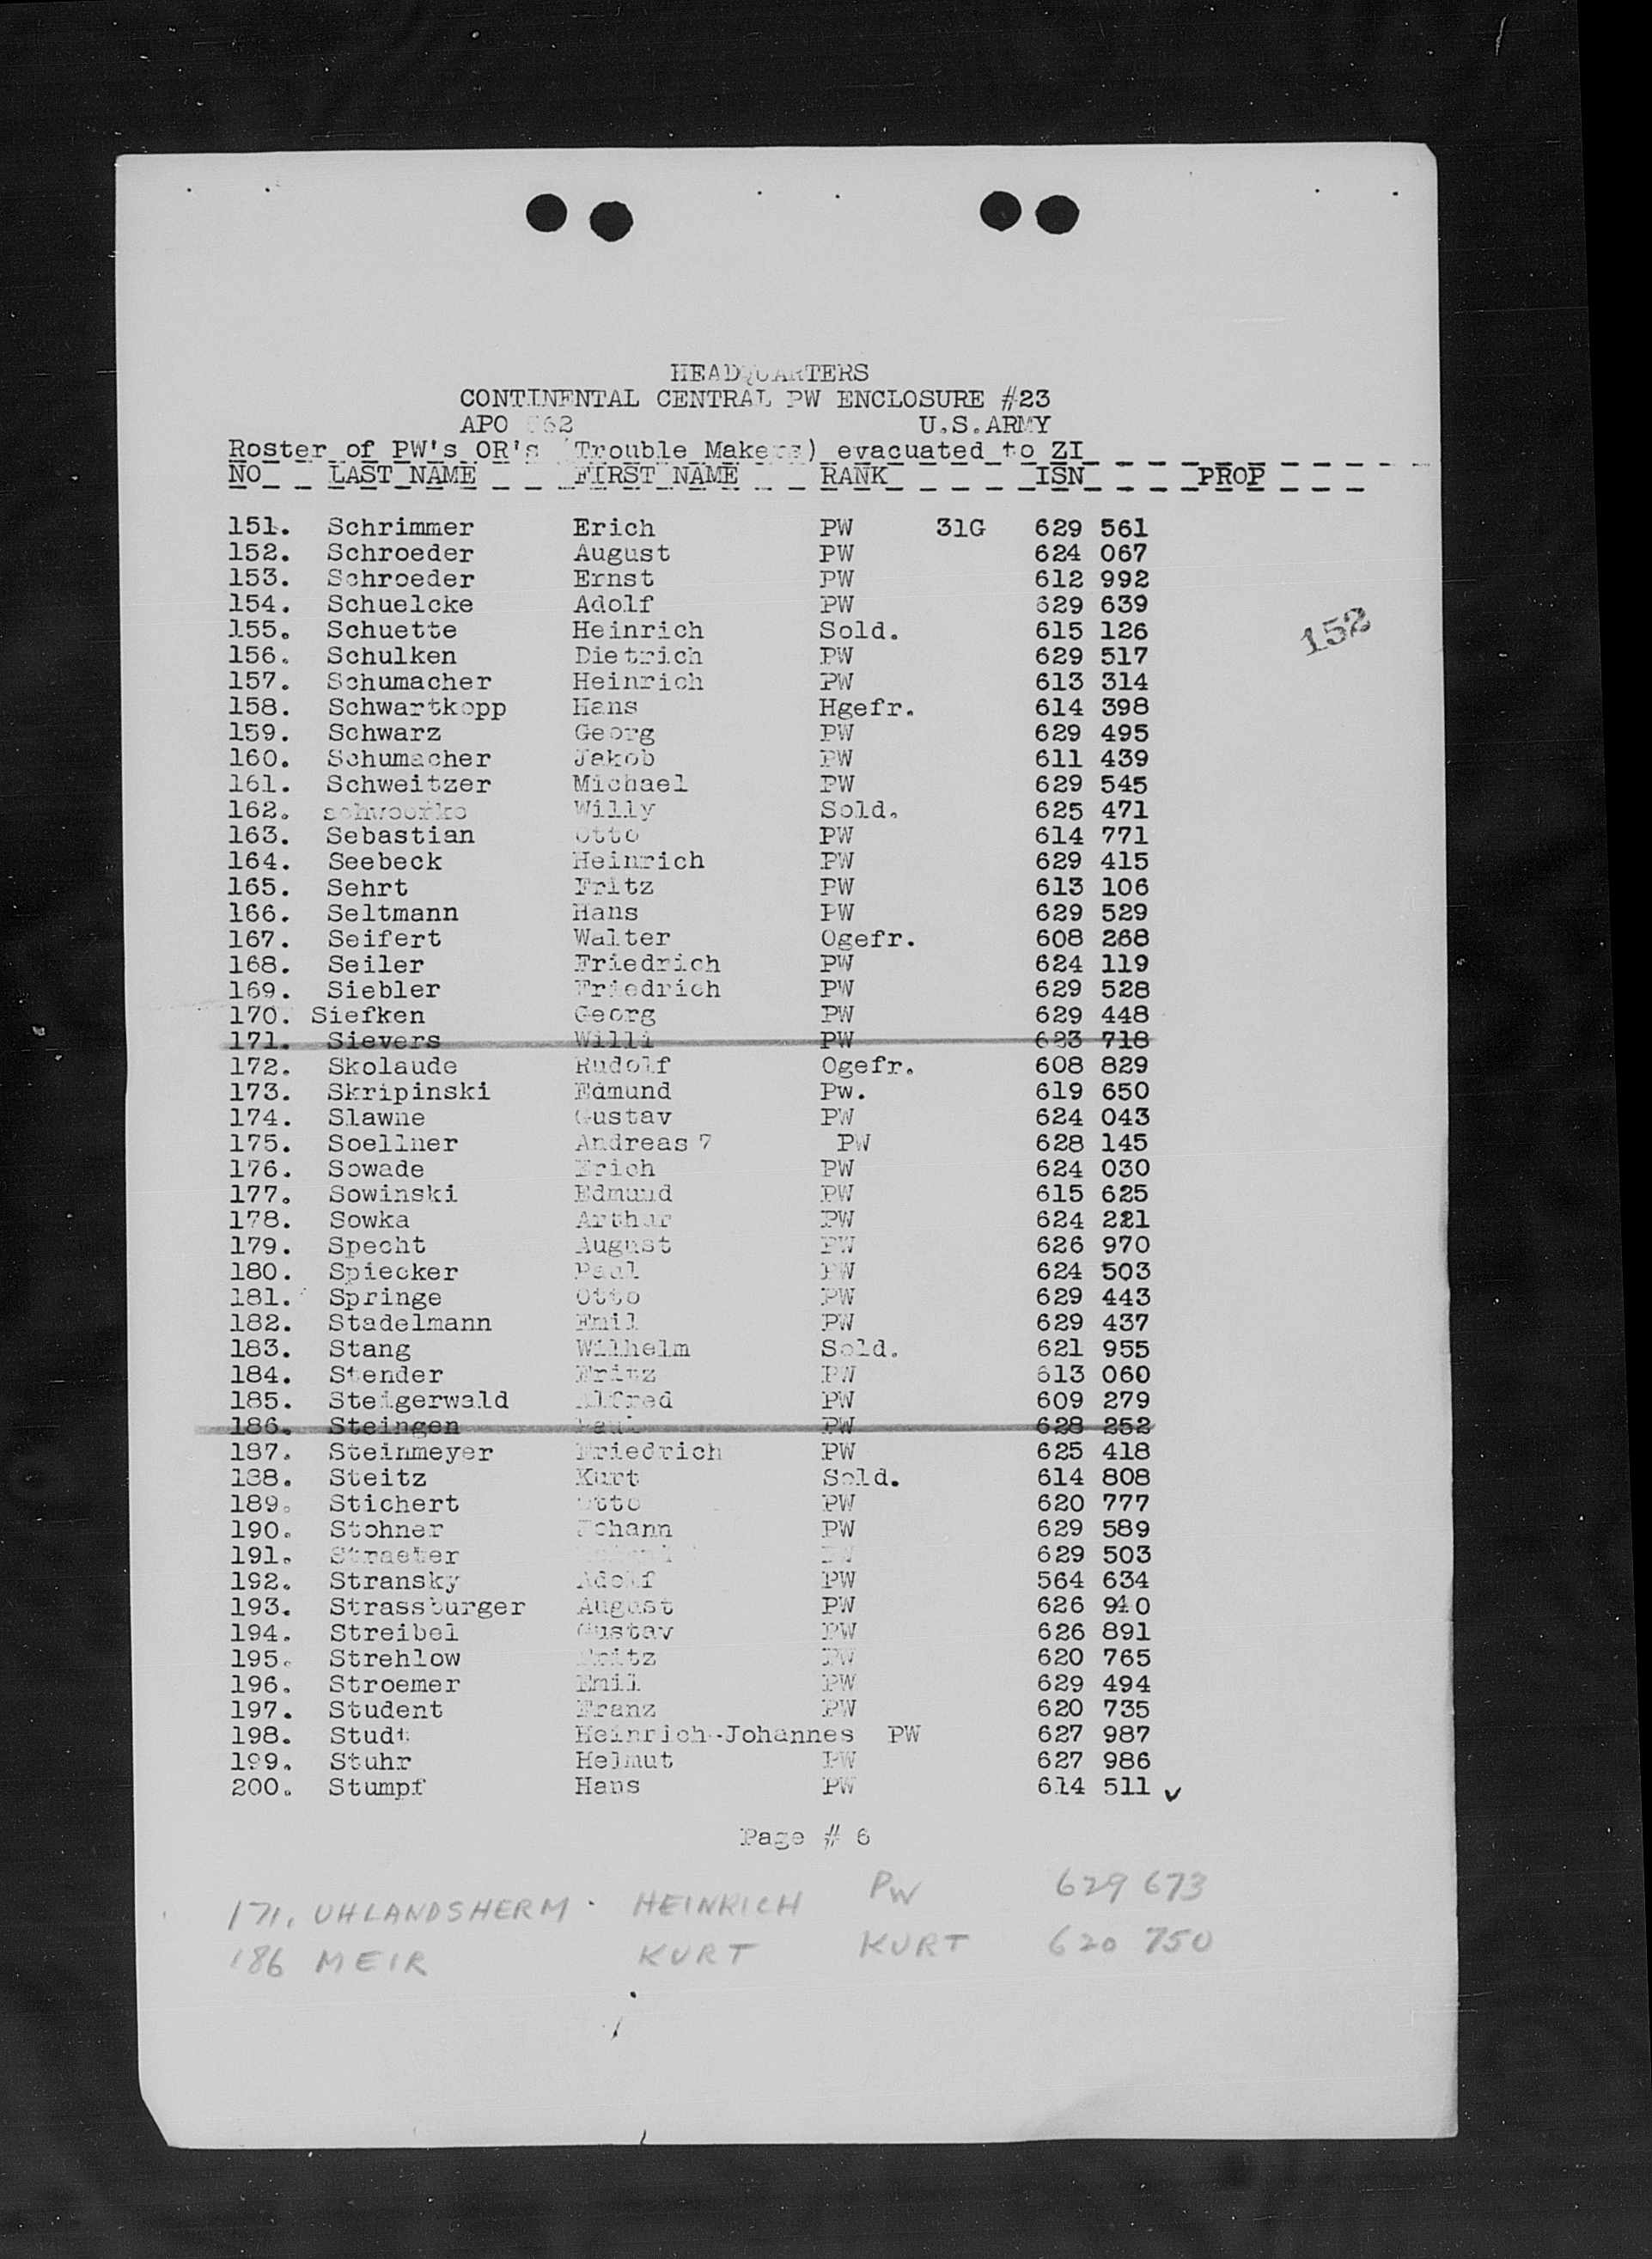 HEADQUARTERS
CONTINENTAL CENTRAL PW ENCLOSURE #23
APO 562 U.S.ARMY
Roster of PW's OR's (Trouble Makers) evacuated to ZI
NO LAST NAME FIRST NAME RANK ISN PROP
151. Schrimmer Erich PW 31G 629 561
152. Schroeder August PW 624 067
153. Schroeder Ernst PW 612 992
154. Schuelcke Adolf PW 629 639
155. Schuette Heinrich Sold. 615 126
152
156. Schulken Dietrich PW 629 517
157. Schumacher Heinrich PW 613 314
158. Schwartkopp Hans Hgefr. 614 398
159. Schwarz Georg PW 629 495
160. Schumacher Jakob PW 611 439
161. Schweitzer Michael PW 629 545
162. Willy Sold. 625 471
163. Sebastian Otto PW 614 771
164. Seebeck Heinrich PW 629 415
165. Sehrt Fritz PW 613 106
166. Seltmann Hans PW 629 529
167. Seifert Walter Ogefr. 608 268
168. Seiler Friedrich PW 624 119
169. Siebler Friedrich PW 629 528
170. Siefken Georg PW 629 448
171. Sievers Willi PW 623 718
172. Skolaude Rudolf Ogefr. 608 829
173. Skripinski Edmund Pw. 619 650
174. Slawne Gustav PW 624 043
175. Soellner Andreas 7 PW 628 145
176. Sowade Erich PW 624 030
177. Sowinski Edmund PW 615 625
178. Sowka Arthur PW 624 221
179. Specht August PW 626 970
180. Spiecker Paul PW 624 503
181. Springe Otto PW 629 443
182. Stadelmann Emil PW 629 437
183. Stang Wilhelm Sold. 621 955
184. Stender Fritz PW 613 060
185. Steigerwald Alfred PW 609 279
186. Steingen Paul PW 628 252
187. Steinmeyer Friedrich PW 625 418
188. Steitz Kurt Sold. 614 808
189. Stichert Otto PW 620 777
190. Stohner Johann PW 629 589
191. Straeter PW 629 503
192. Stransky Adolf PW 564 634
193. Strassburger August PW 626 940
194. Streibel Gustav PW 626 891
195. Strehlow Fritz PW 620 765
196. Stroemer Emil PW 629 494
197. Student Franz PW 620 735
198. Studt Heinrich-Johannes PW 627 987
199. Stuhr Helmut PW 627 986
200. Stumpf Hans PW 614 511 ✓
Page # 6
171. UHLANDSHERM. HEINRICH PW 629 673
186 MEIR KURT KURT 620 750